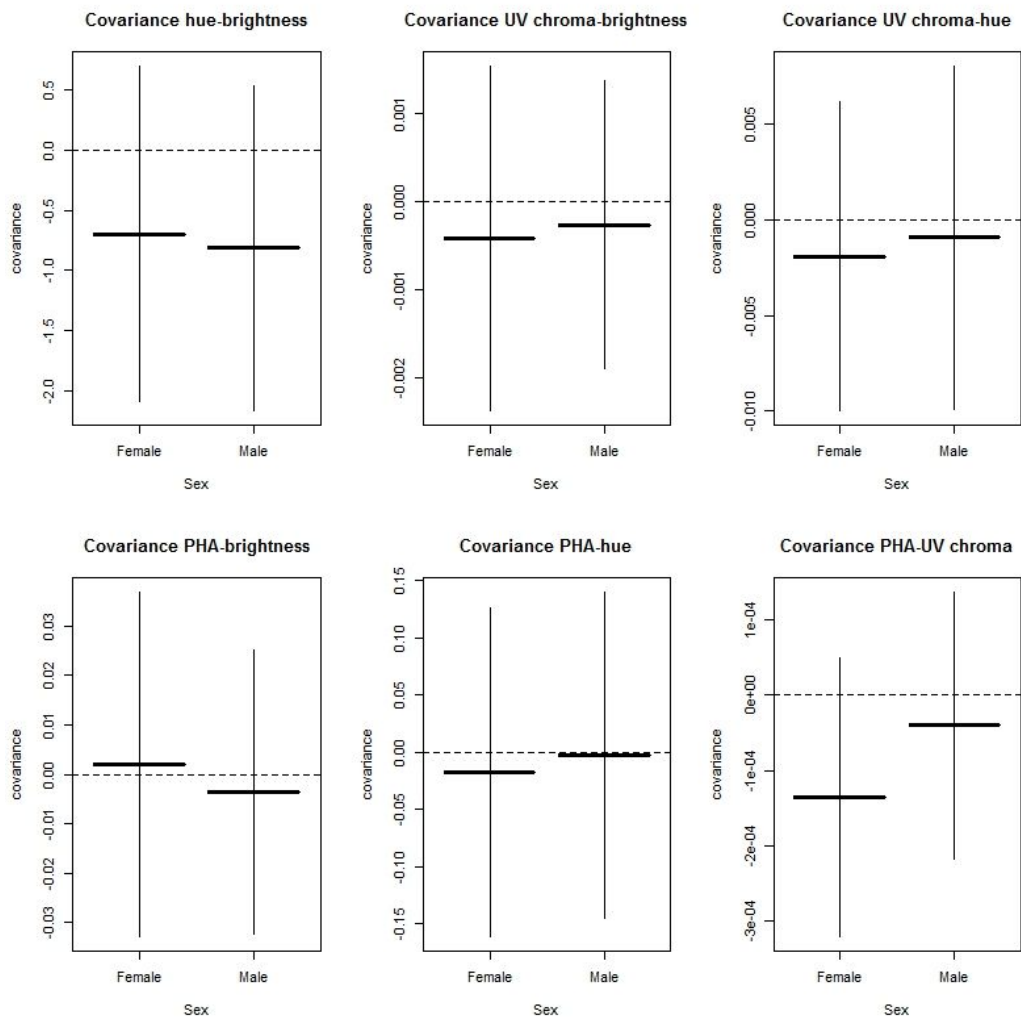 Covariance hue-brightness
covariance
0.5
0.0
-0.5
-1.0
-1.5
-2.0
Female Male
Sex
Covariance UV chroma-brightness
covariance
0.001
0.000
-0.001
-0.002
Female Male
Sex
Covariance UV chroma-hue
covariance
0.005
0.000
-0.005
-0.010
Female Male
Sex
Covariance PHA-brightness
covariance
0.03
0.02
0.01
0.00
-0.01
-0.02
-0.03
Female Male
Sex
Covariance PHA-hue
covariance
0.15
0.10
0.05
0.00
-0.05
-0.10
-0.15
Female Male
Sex
Covariance PHA-UV chroma
covariance
1e-04
0e+00
-1e-04
-2e-04
-3e-04
Female Male
Sex